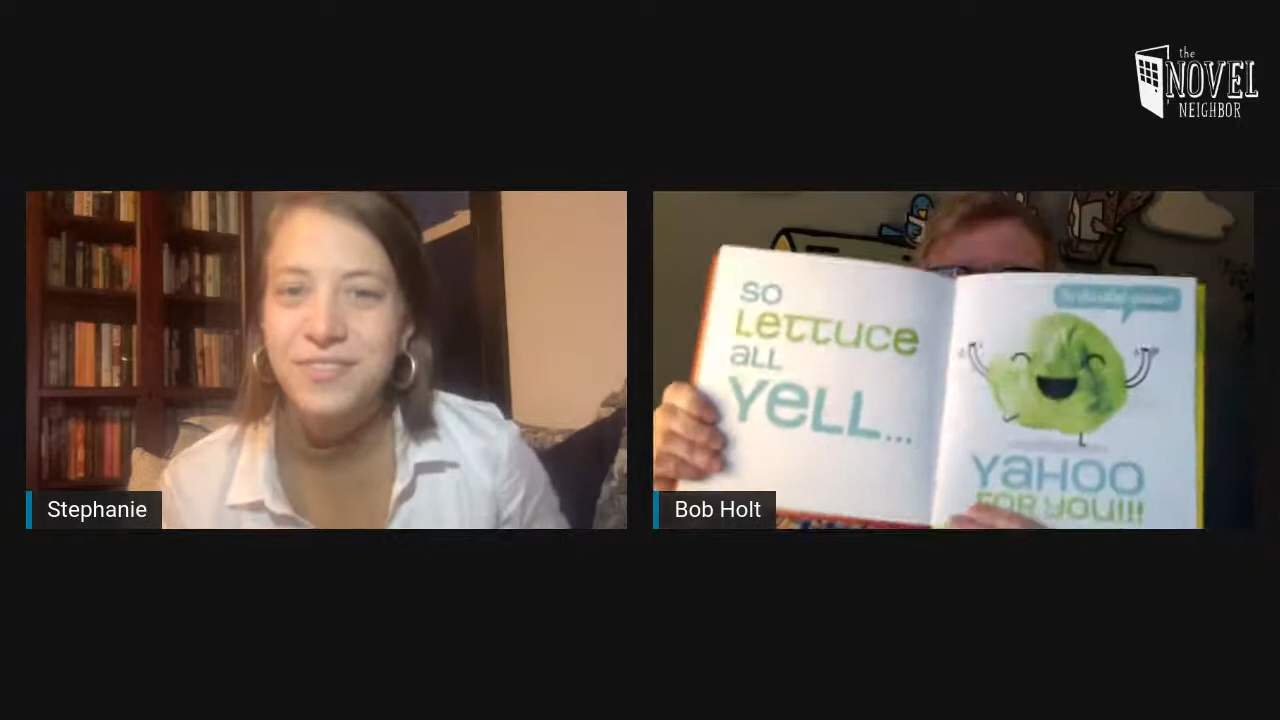 the
NOVEL
NEIGHBOR
so
Lettuce
all
Yell...
Yahoo
FOR YOU!!!
Stephanie
Bob Holt